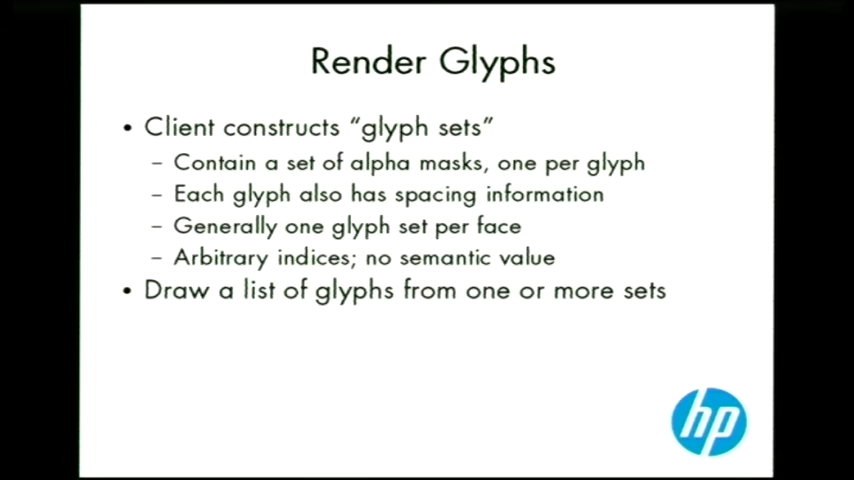 Render Glyphs
• Client constructs “glyph sets”
– Contain a set of alpha masks, one per glyph
– Each glyph also has spacing information
– Generally one glyph set per face
– Arbitrary indices; no semantic value
• Draw a list of glyphs from one or more sets
hp